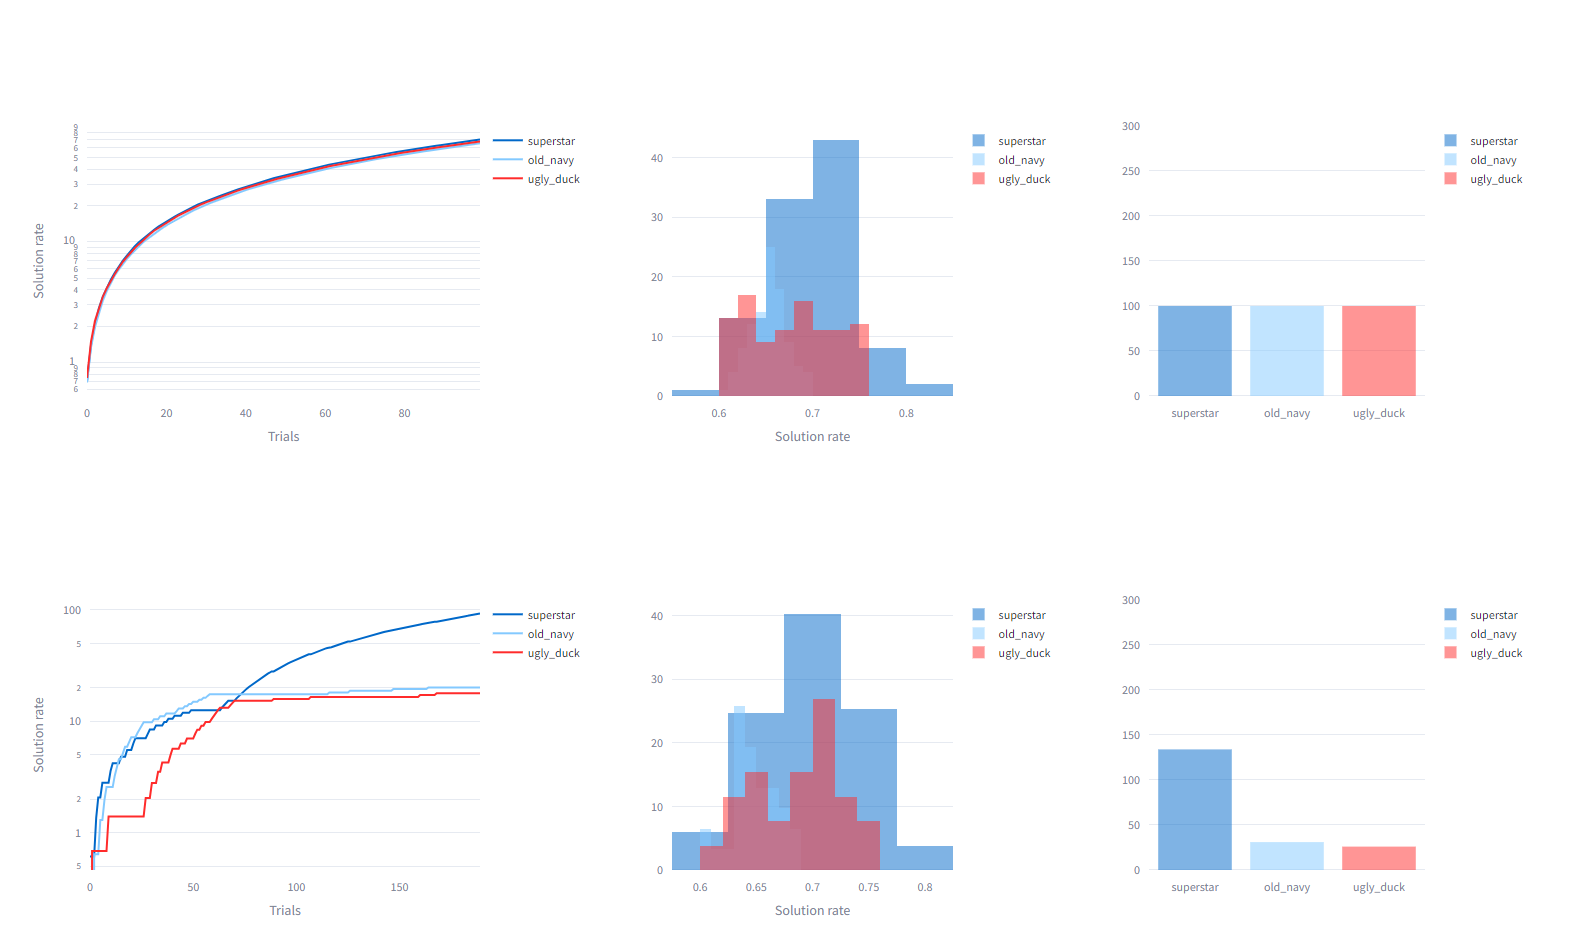 Solution rate
9
8
7
6
5
4
3
2
10
9
8
7
6
5
4
3
2
1
9
8
7
6
0 20 40 60 80
Trials
superstar
old_navy
ugly_duck
40
30
20
10
0
0.6 0.7 0.8
Solution rate
superstar
old_navy
ugly_duck
300
250
200
150
100
50
0
superstar old_navy ugly_duck
superstar
old_navy
ugly_duck
Solution rate
100
5
2
10
5
2
1
5
0 50 100 150
Trials
superstar
old_navy
ugly_duck
40
30
20
10
0
0.6 0.65 0.7 0.75 0.8
Solution rate
superstar
old_navy
ugly_duck
300
250
200
150
100
50
0
superstar old_navy ugly_duck
superstar
old_navy
ugly_duck